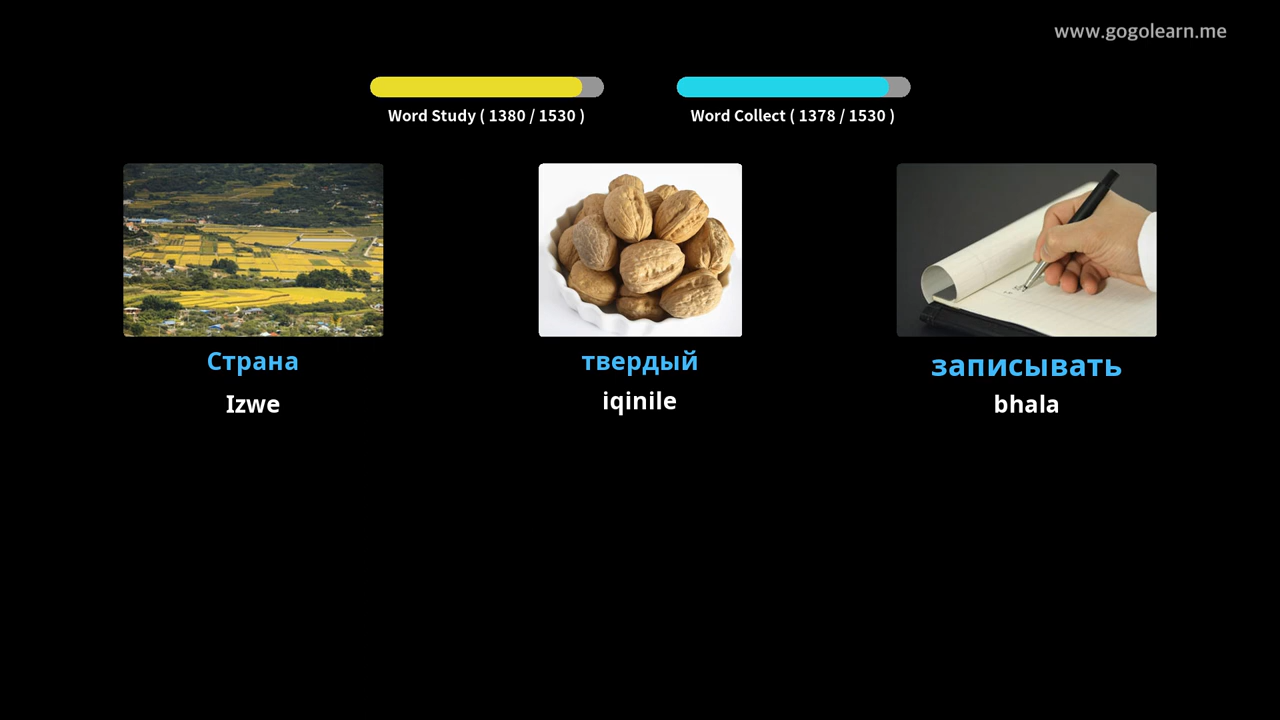 www.gogolearn.me
Word Study ( 1380 / 1530 )
Word Collect ( 1378 / 1530 )
Страна
Izwe
твердый
iqinile
записывать
bhala